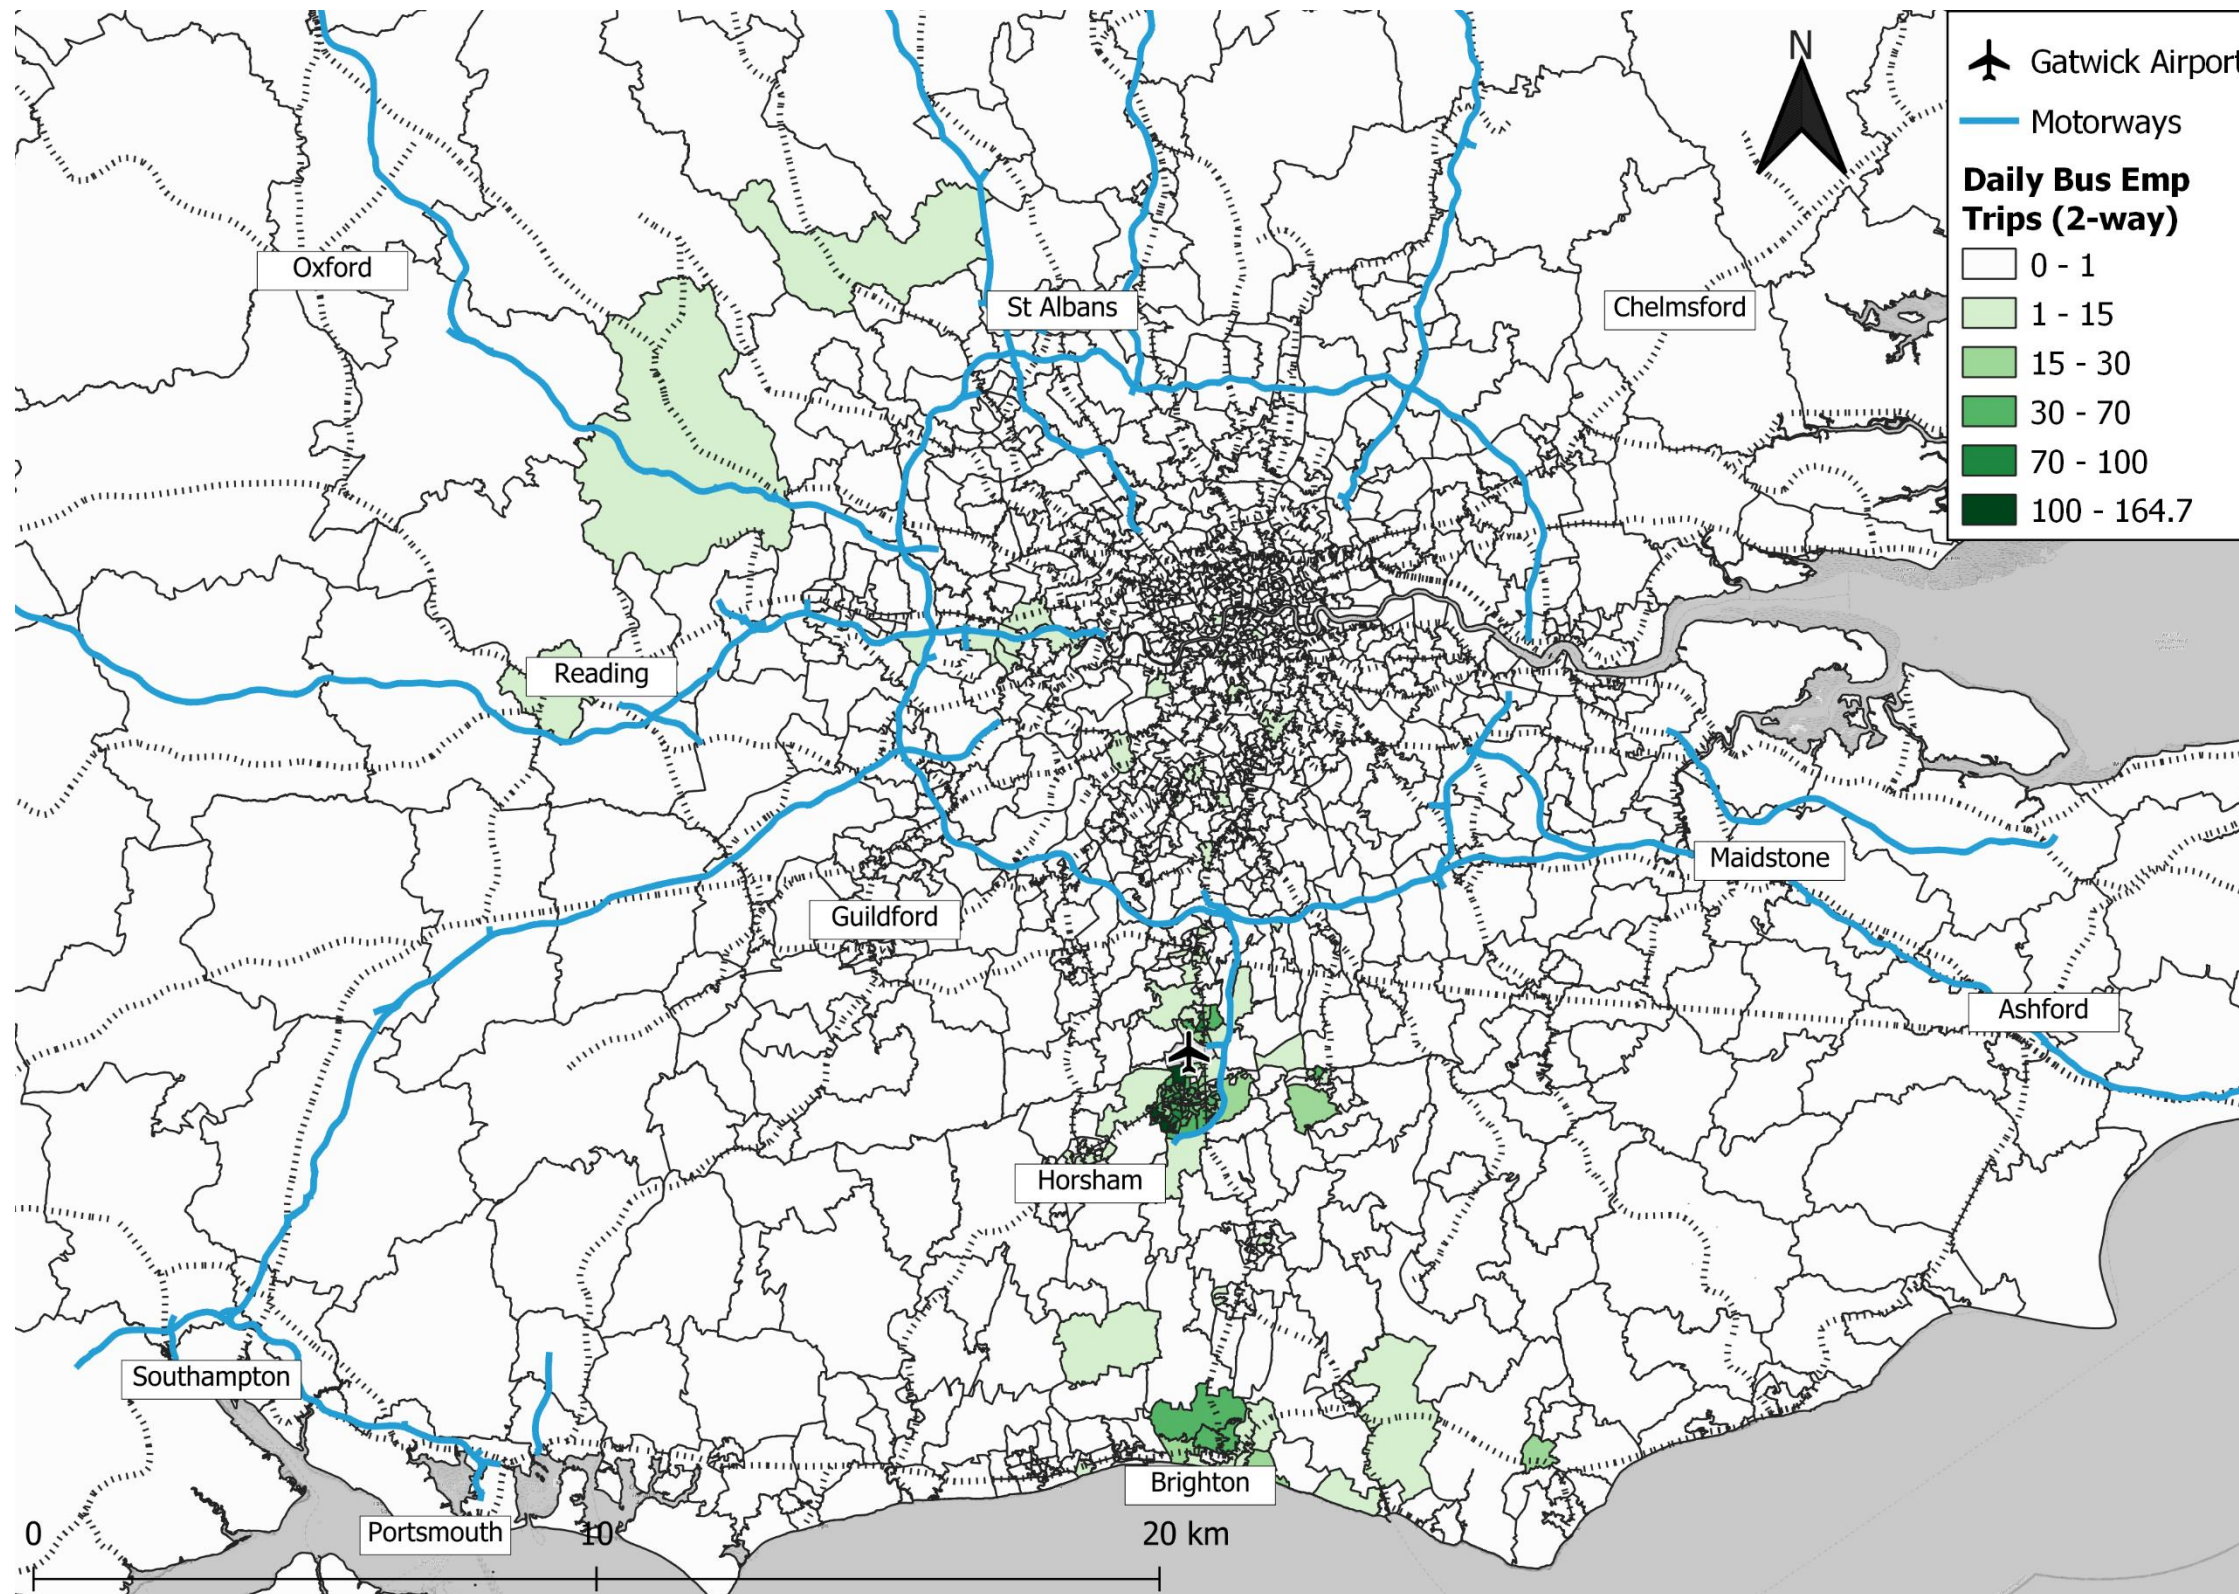 N
Gatwick Airport
Motorways
Daily Bus Emp
Trips (2-way)
0 - 1
1 - 15
15 - 30
30 - 70
70 - 100
100 - 164.7
Oxford
St Albans
Chelmsford
Reading
Maidstone
Guildford
Ashford
Horsham
Southampton
Brighton
Portsmouth
0
10
20 km